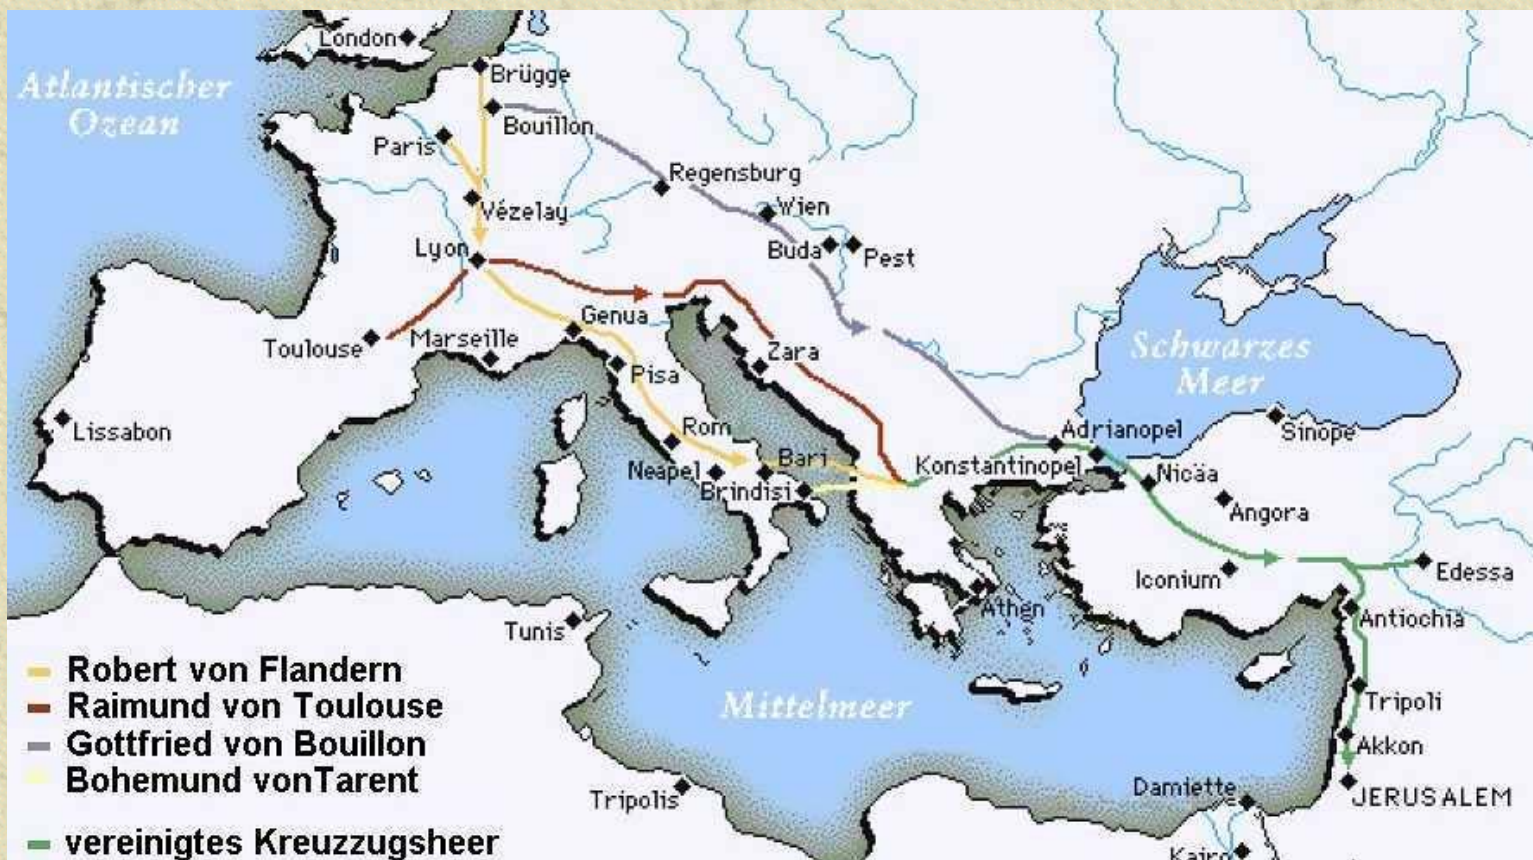 London
Brügge
Atlantischer
Ozean
Bouillon
Paris
Regensburg
Vézelay
Wien
Lyon
Buda
Pest
Genua
Marseille
Toulouse
Zara
Schwarzes
Meer
Pisa
Lissabon
Rom
Adrianopel
Sinope
Neapel
Bari
Konstantinopel
Nicäa
Brindisi
Angora
Iconium
Edessa
Athen
Antiochia
Tunis
Robert von Flandern
Raimund von Toulouse
Mittelmeer
Tripoli
Gottfried von Bouillon
Akkon
Bohemund vonTarent
Tripolis
Damiette
JERUSALEM
vereinigtes Kreuzzugsheer
Kairo